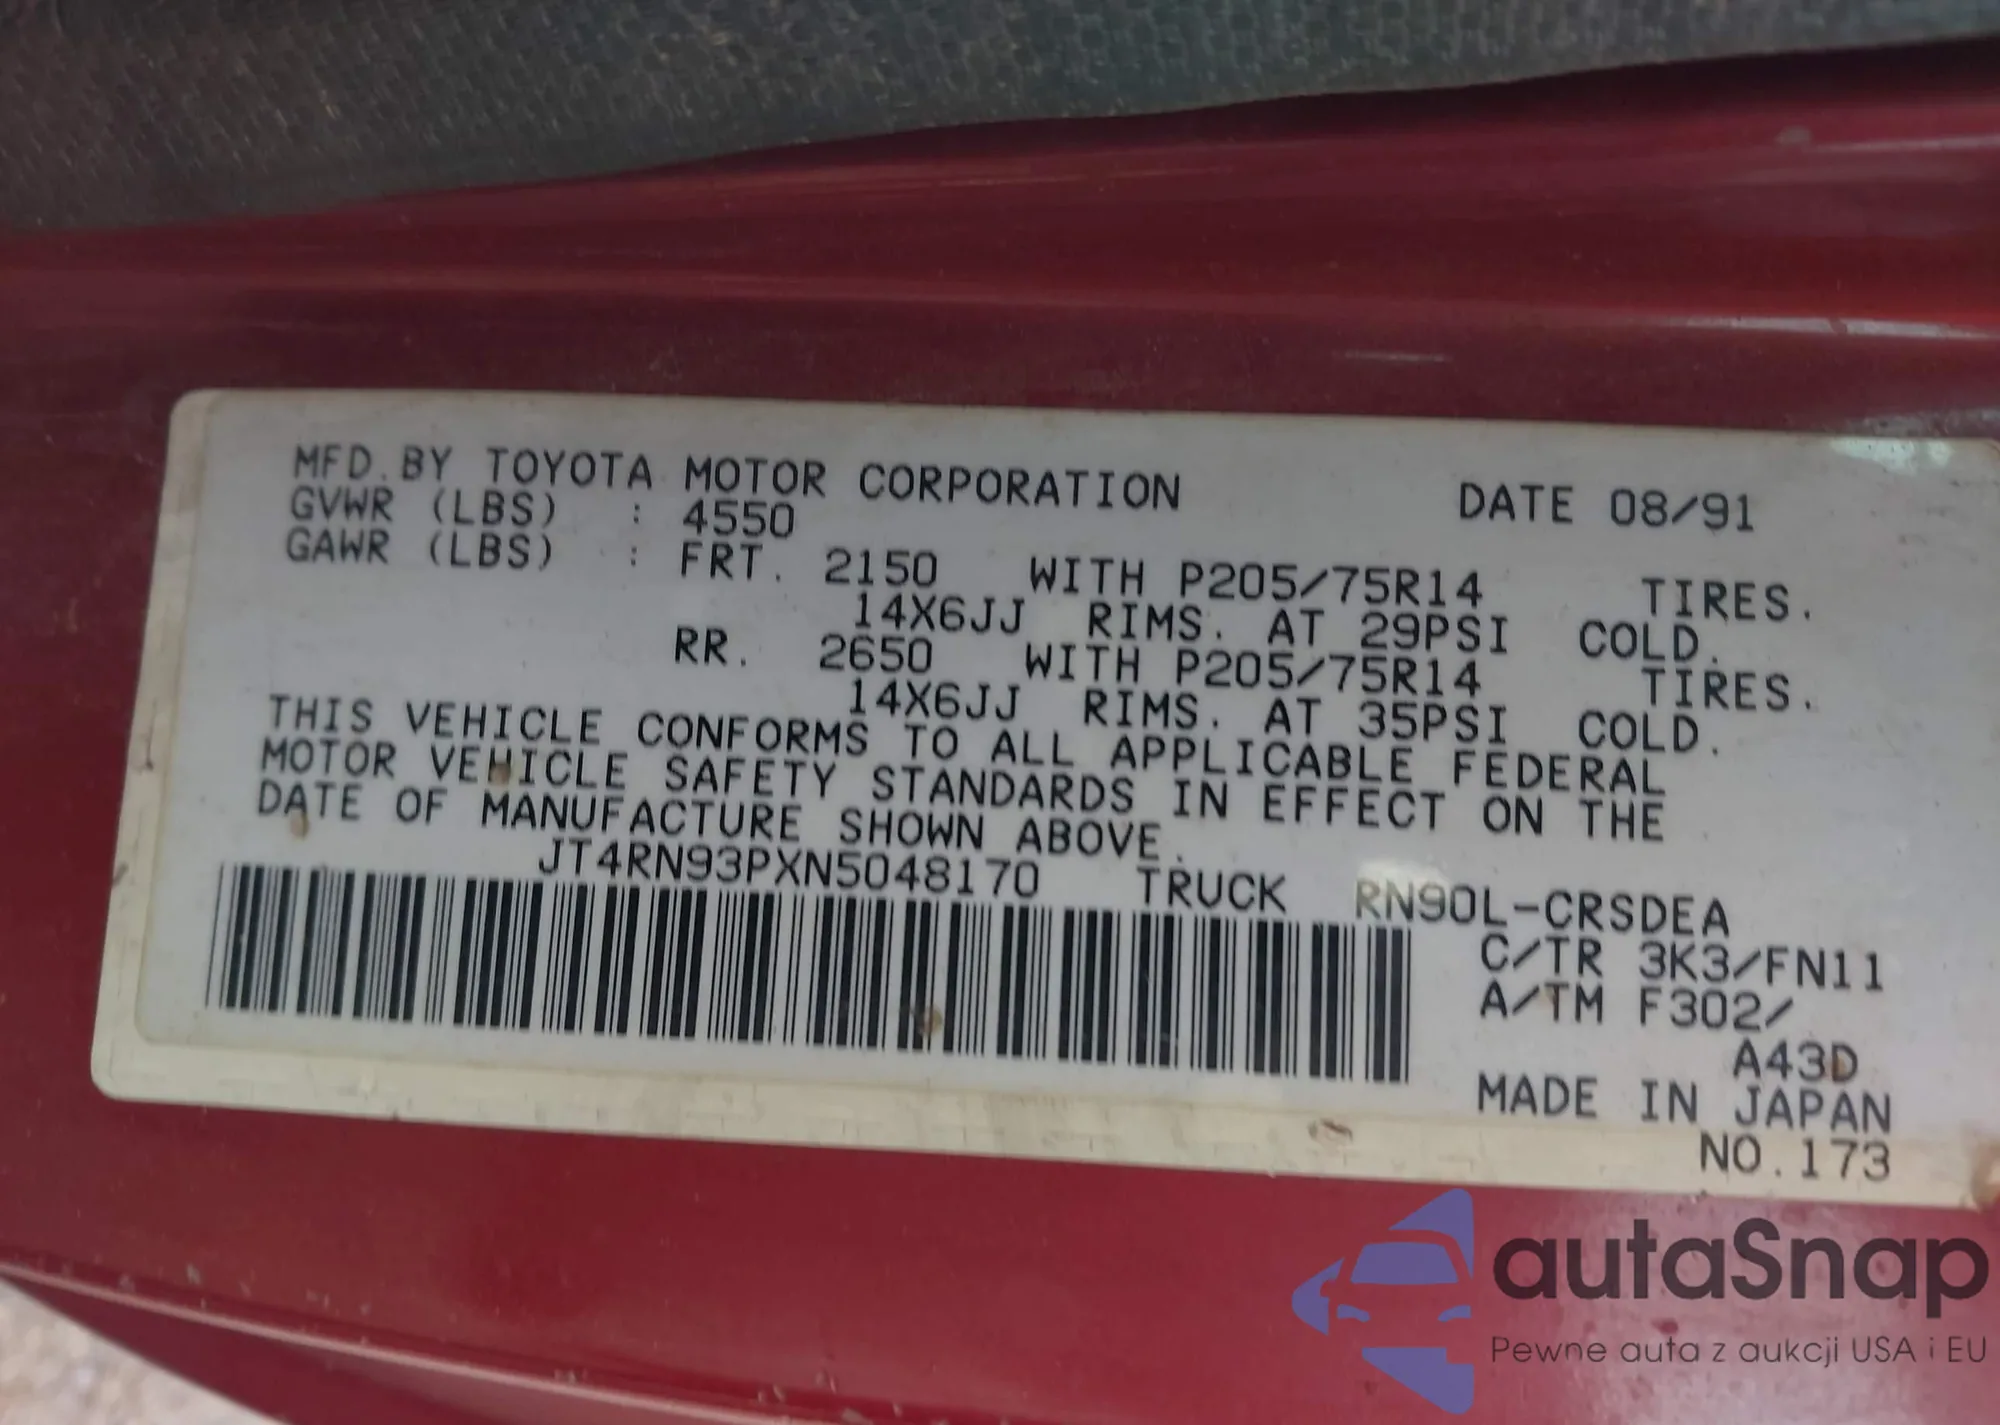 MFD. BY TOYOTA MOTOR CORPORATION DATE 08/91
GVWR (LBS) : 4550
GAWR (LBS) : FRT. 2150 WITH P205/75R14 TIRES.
14X6JJ RIMS. AT 29PSI COLD.
RR. 2650 WITH P205/75R14 TIRES.
14X6JJ RIMS. AT 35PSI COLD.
THIS VEHICLE CONFORMS TO ALL APPLICABLE FEDERAL
MOTOR VEHICLE SAFETY STANDARDS IN EFFECT ON THE
DATE OF MANUFACTURE SHOWN ABOVE.
JT4RN93PXN5048170 TRUCK RN90L-CRSDEA
C/TR 3K3/FN11
A/TM F302/
A43D
MADE IN JAPAN
NO.173
autaSnap
Pewne auta z aukcji USA i EU